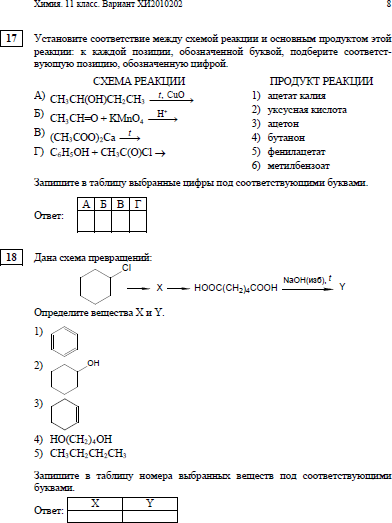 Химия. 11 класс. Вариант ХИ2010202
8
17
Установите соответствие между схемой реакции и основным продуктом этой
реакции: к каждой позиции, обозначенной буквой, подберите соответст-
вующую позицию, обозначенную цифрой.
СХЕМА РЕАКЦИИ
ПРОДУКТ РЕАКЦИИ
А) CH₃CH(OH)CH₂CH₃ t, CuO →
1) ацетат калия
Б) CH₃CH=O + KMnO₄ H⁺ →
2) уксусная кислота
В) (CH₃COO)₂Ca t →
3) ацетон
Г) C₆H₅OH + CH₃C(O)Cl →
4) бутанон
5) фенилацетат
6) метилбензоат
Запишите в таблицу выбранные цифры под соответствующими буквами.
Ответ:
А Б В Г
18
Дана схема превращений:
Cl
→ X → HOOC(CH₂)₄COOH NaOH(изб), t → Y
Определите вещества X и Y.
1)
2) OH
3)
4) HO(CH₂)₄OH
5) CH₃CH₂CH₂CH₃
Запишите в таблицу номера выбранных веществ под соответствующими
буквами.
Ответ:
X Y